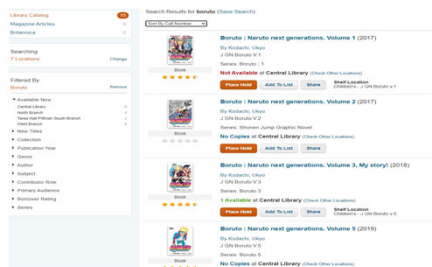 Library Catalog
Magazine Articles
Britannica
Searching
7 Locations Change
Filtered By
Boruto Remove
Available Now
Central Library
North Branch
West Branch
New Titles
Collection
Publication Year
Genre
Author
Subject
Contributor Role
Primary Audience
Borrower Rating
Series
Search Results for boruto (Save Search)
Sort By Call Number
Boruto : Naruto next generations. Volume 1 (2017)
By Kodachi, Ukyo
J GN Boruto V.1
Series: Boruto : 1
Not Available at Central Library (Check Other Locations)
Book
Place Hold Add To List Share Shelf Location
Children's - J GN Boruto v.1
Boruto : Naruto next generations. Volume 2 (2017)
By Kodachi, Ukyo
J GN Boruto V.2
Series: Shonen Jump Graphic Novel
No Copies at Central Library (Check Other Locations)
Book
Place Hold Add To List Share
Boruto : Naruto next generations. Volume 3, My story! (2018)
By Kodachi, Ukyo
J GN Boruto V.3
Series: Boruto 3
1 Available at Central Library (Check Other Locations)
Book
Place Hold Add To List Share Shelf Location
Children's - J GN Boruto v.3
Boruto : Naruto next generations. Volume 5 (2019)
By Kodachi, Ukyo
J GN Boruto V.5
Series: Boruto 5
No Copies at Central Library (Check Other Locations)
Book